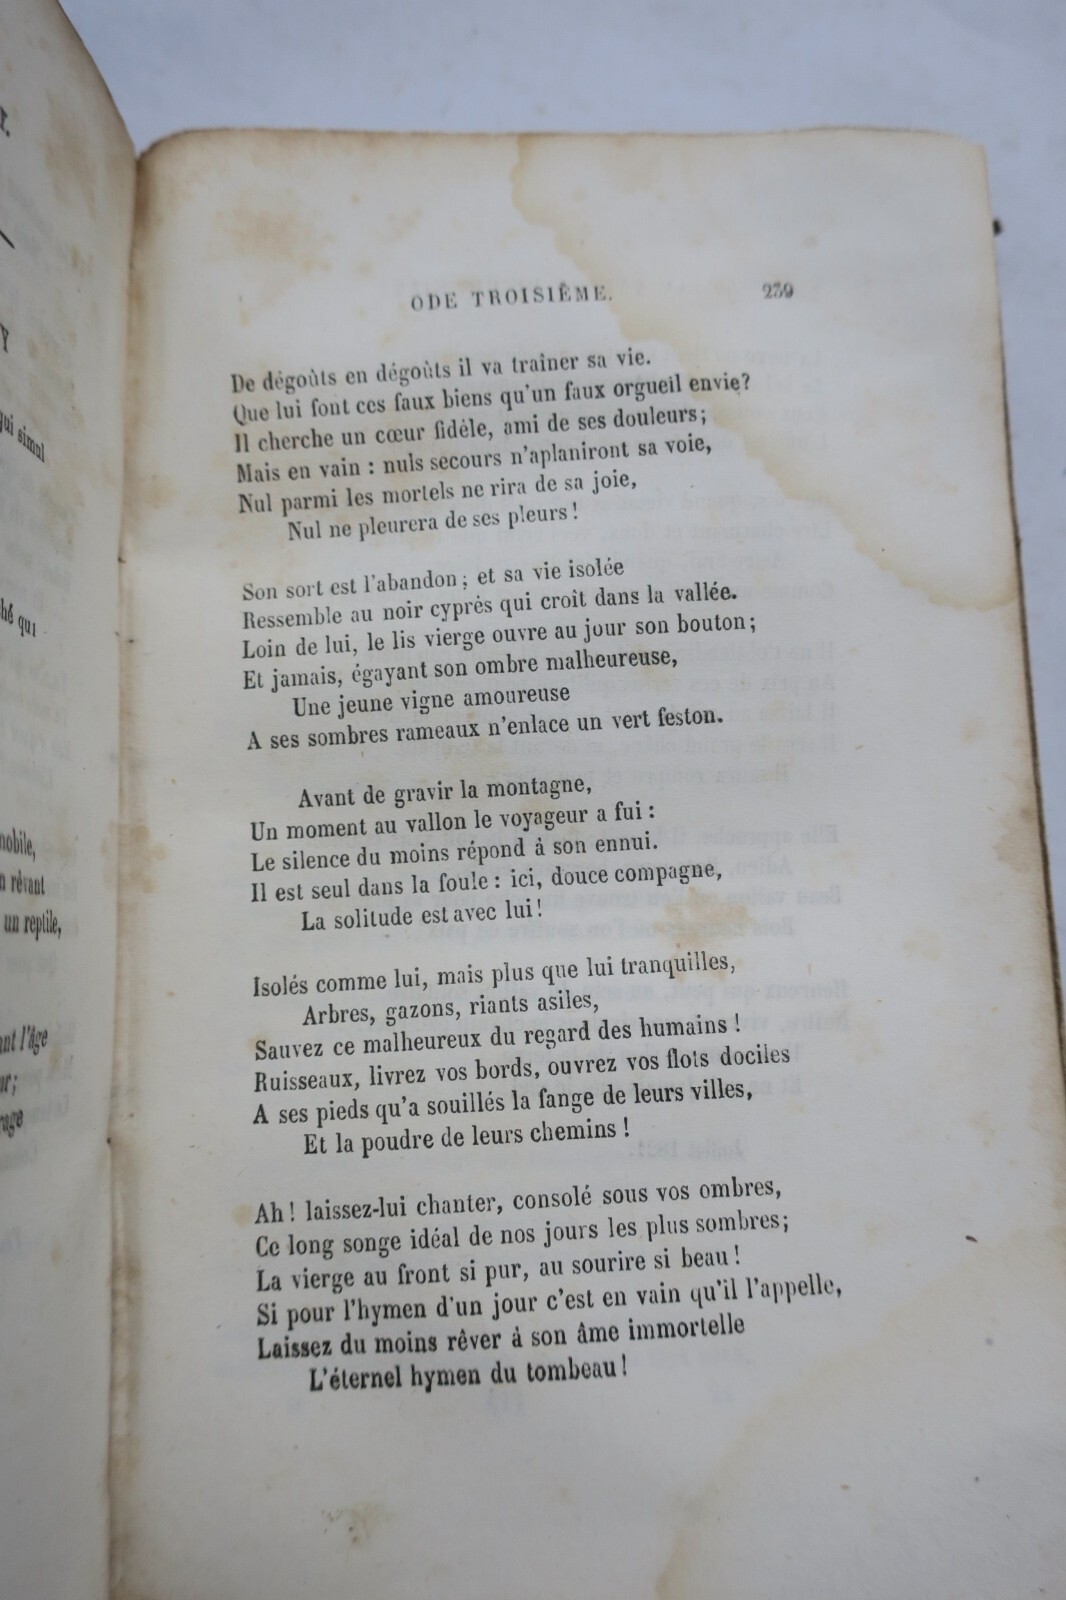 ODE TROISIÈME. 239
De dégoûts en dégoûts il va traîner sa vie.
Que lui font ces faux biens qu'un faux orgueil envie?
Il cherche un cœur fidèle, ami de ses douleurs;
Mais en vain : nuls secours n'aplaniront sa voie,
Nul parmi les mortels ne rira de sa joie,
Nul ne pleurera de ses pleurs!
Son sort est l'abandon; et sa vie isolée
Ressemble au noir cyprès qui croît dans la vallée.
Loin de lui, le lis vierge ouvre au jour son bouton;
Et jamais, égayant son ombre malheureuse,
Une jeune vigne amoureuse
A ses sombres rameaux n'enlace un vert feston.
Avant de gravir la montagne,
Un moment au vallon le voyageur a fui :
Le silence du moins répond à son ennui.
Il est seul dans la foule : ici, douce compagne,
La solitude est avec lui!
Isolés comme lui, mais plus que lui tranquilles,
Arbres, gazons, riants asiles,
Sauvez ce malheureux du regard des humains!
Ruisseaux, livrez vos bords, ouvrez vos flots dociles
A ses pieds qu'a souillés la fange de leurs villes,
Et la poudre de leurs chemins!
Ah! laissez-lui chanter, consolé sous vos ombres,
Ce long songe idéal de nos jours les plus sombres;
La vierge au front si pur, au sourire si beau!
Si pour l'hymen d'un jour c'est en vain qu'il l'appelle,
Laissez du moins rêver à son âme immortelle
L'éternel hymen du tombeau!
qui simul
qui
mobile,
rêvant
un reptile,
l'âge